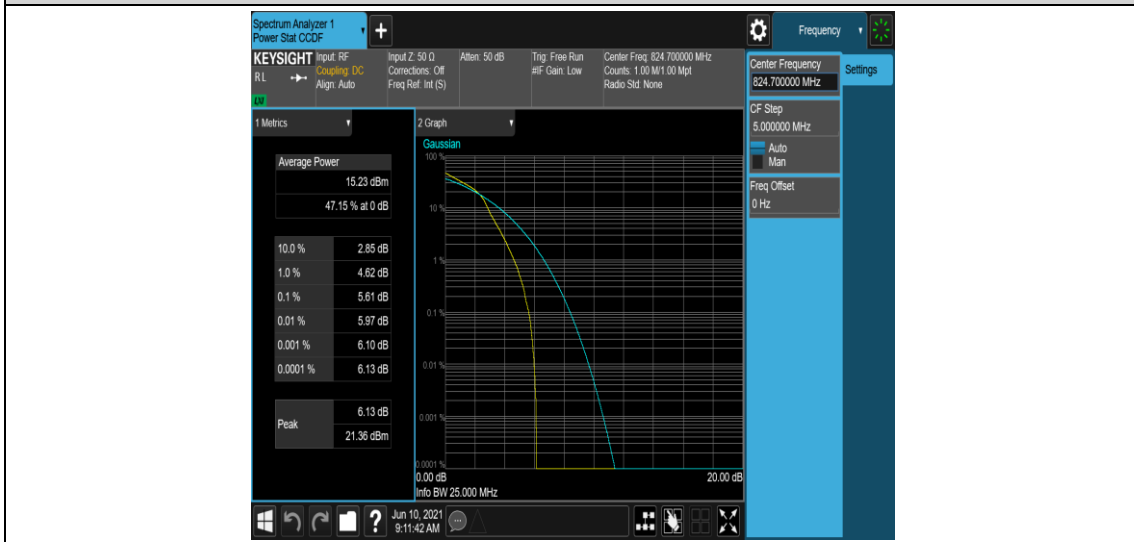 Spectrum Analyzer 1
Power Stat CCDF
+
Frequency
KEYSIGHT
RL
Input: RF
Coupling: DC
Align: Auto
Input Z: 50 Ω
Corrections: Off
Freq Ref: Int (S)
Atten: 50 dB
Trig: Free Run
#IF Gain: Low
Center Freq: 824.700000 MHz
Counts: 1.00 M/1.00 Mpt
Radio Std: None
Center Frequency
824.700000 MHz
Settings
CF Step
5.000000 MHz
Auto
Man
Freq Offset
0 Hz
1 Metrics
Average Power
15.23 dBm
47.15 % at 0 dB
10.0 % 2.85 dB
1.0 % 4.62 dB
0.1 % 5.61 dB
0.01 % 5.97 dB
0.001 % 6.10 dB
0.0001 % 6.13 dB
Peak
6.13 dB
21.36 dBm
2 Graph
Gaussian
100 %
10 %
1 %
0.1 %
0.01 %
0.001 %
0.0001 %
0.00 dB 20.00 dB
Info BW 25.000 MHz
?
Jun 10, 2021
9:11:42 AM